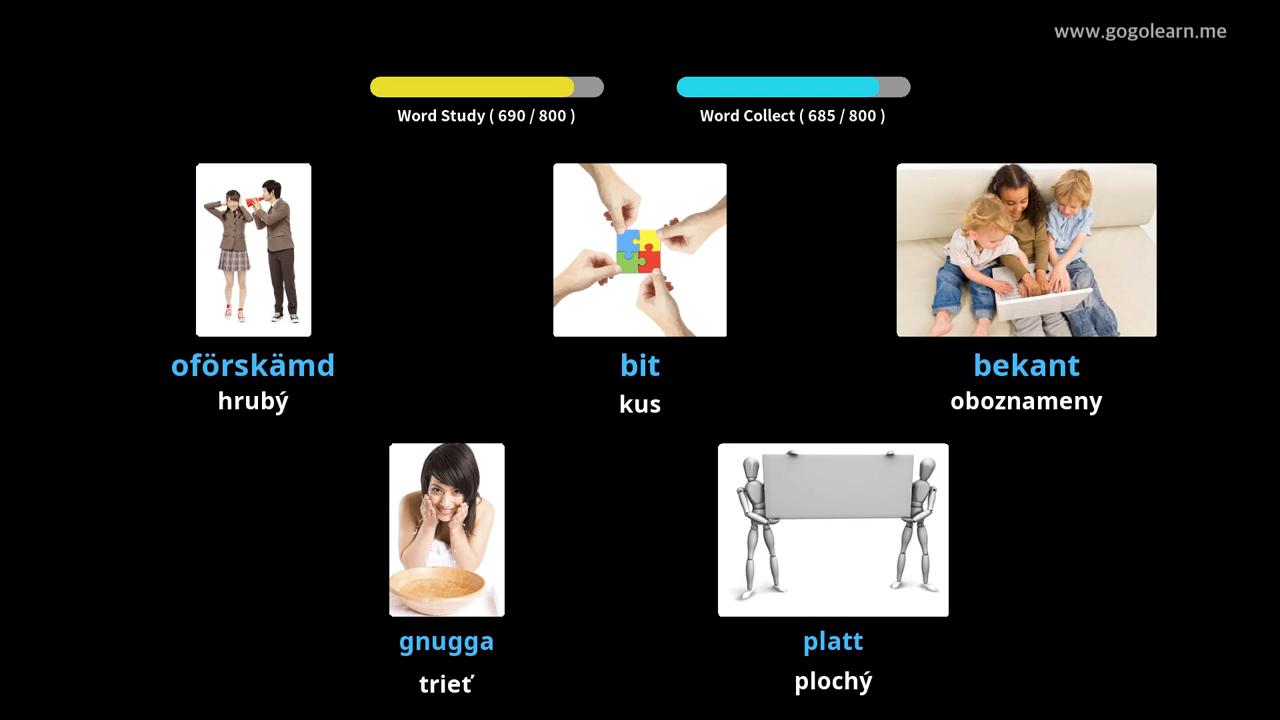 www.gogolearn.me
Word Study ( 690 / 800 )
Word Collect ( 685 / 800 )
oförskämd
hrubý
bit
kus
bekant
oboznameny
gnugga
trieť
platt
plochý